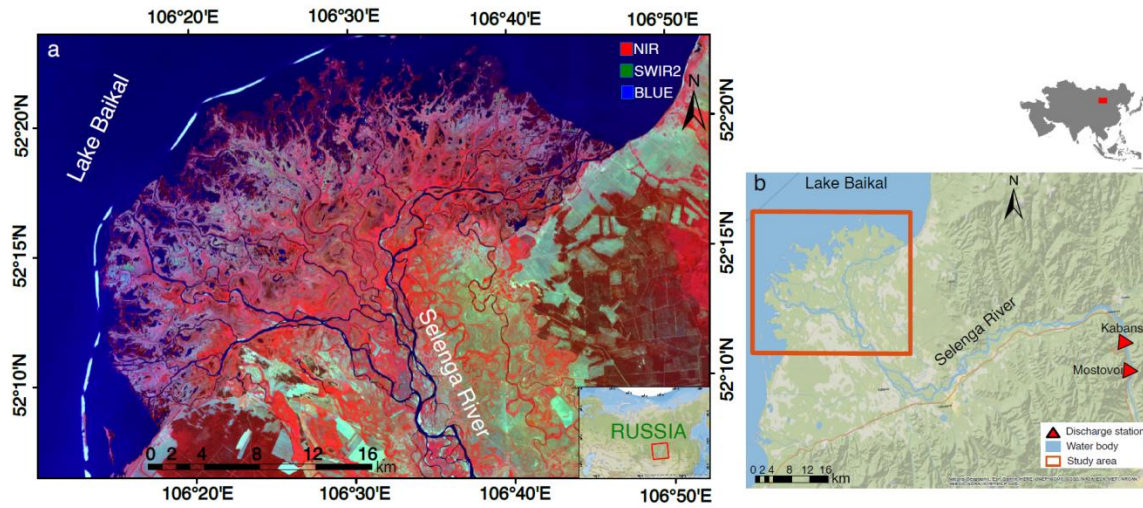 106°20'E
106°30'E
106°40'E
106°50'E
a
NIR
SWIR2
BLUE
N
Lake Baikal
52°20'N
52°15'N
52°10'N
52°20'N
52°15'N
52°10'N
Selenga River
RUSSIA
0 2 4 8 12 16
km
106°20'E
106°30'E
106°40'E
106°50'E
b
Lake Baikal
N
Selenga River
Kabans
Mostovo
Discharge station
Water body
Study area
0 2 4 8 12 16
km